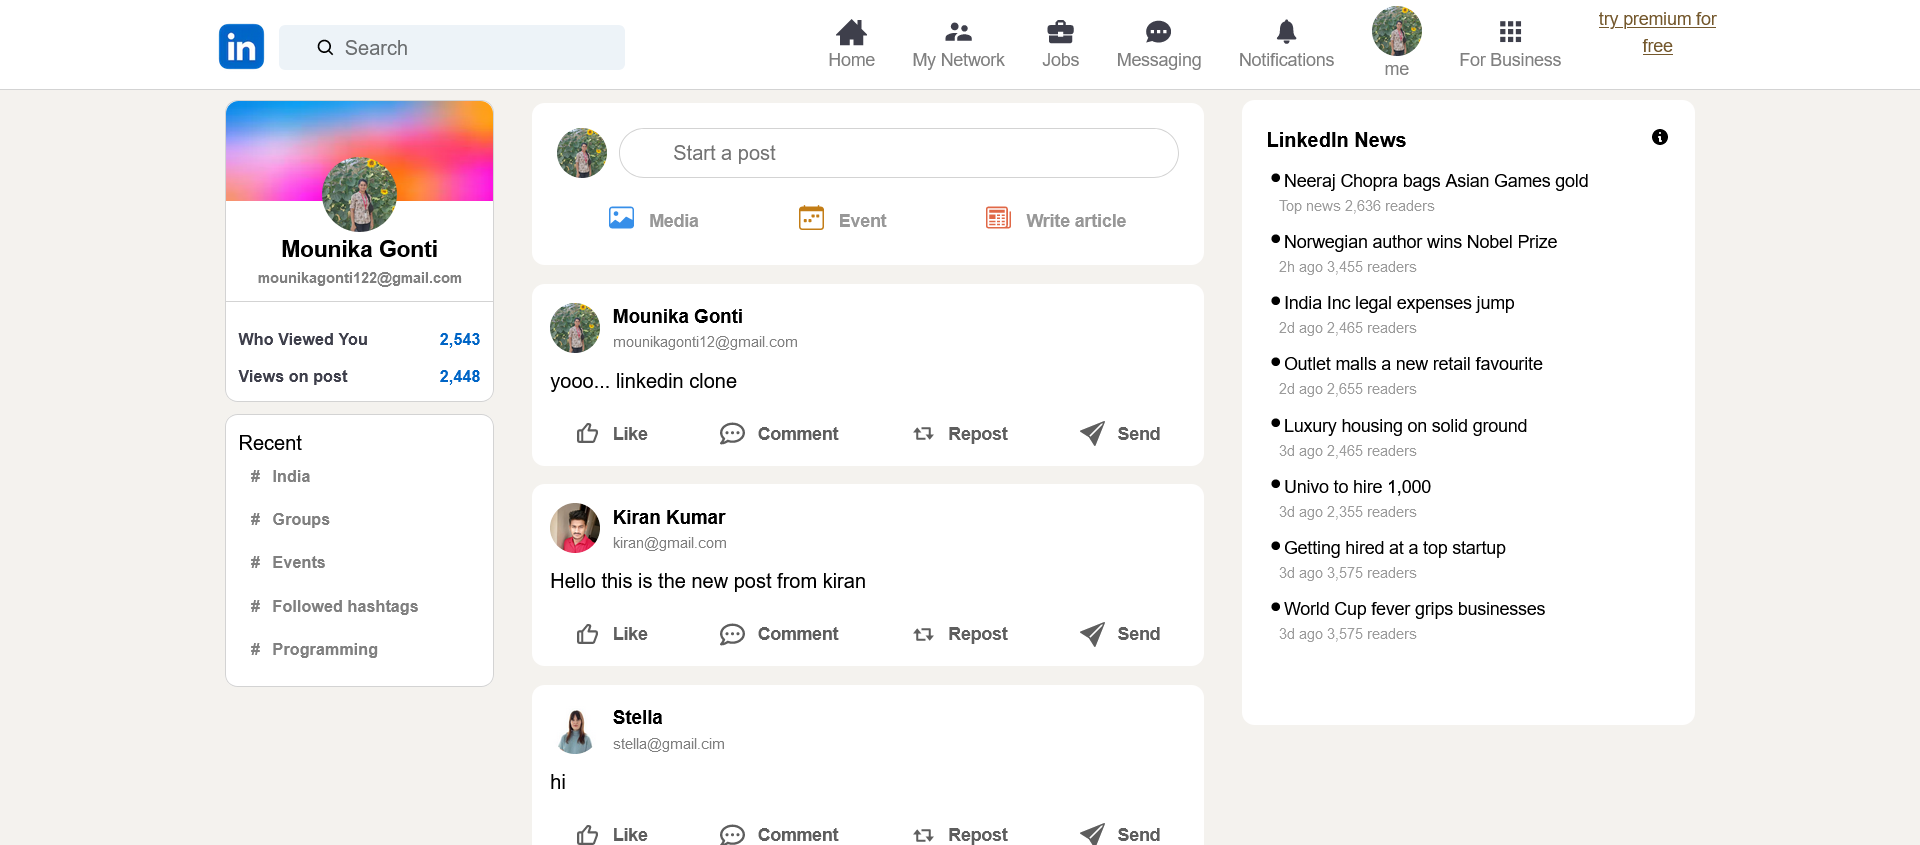 in
Search
Home
My Network
Jobs
Messaging
Notifications
me
For Business
try premium for
free
Mounika Gonti
mounikagonti122@gmail.com
Who Viewed You 2,543
Views on post 2,448
Recent
# India
# Groups
# Events
# Followed hashtags
# Programming
Start a post
Media Event Write article
Mounika Gonti
mounikagonti12@gmail.com
yooo... linkedin clone
Like Comment Repost Send
Kiran Kumar
kiran@gmail.com
Hello this is the new post from kiran
Like Comment Repost Send
Stella
stella@gmail.cim
hi
Like Comment Repost Send
LinkedIn News
Neeraj Chopra bags Asian Games gold
Top news 2,636 readers
Norwegian author wins Nobel Prize
2h ago 3,455 readers
India Inc legal expenses jump
2d ago 2,465 readers
Outlet malls a new retail favourite
2d ago 2,655 readers
Luxury housing on solid ground
3d ago 2,465 readers
Univo to hire 1,000
3d ago 2,355 readers
Getting hired at a top startup
3d ago 3,575 readers
World Cup fever grips businesses
3d ago 3,575 readers